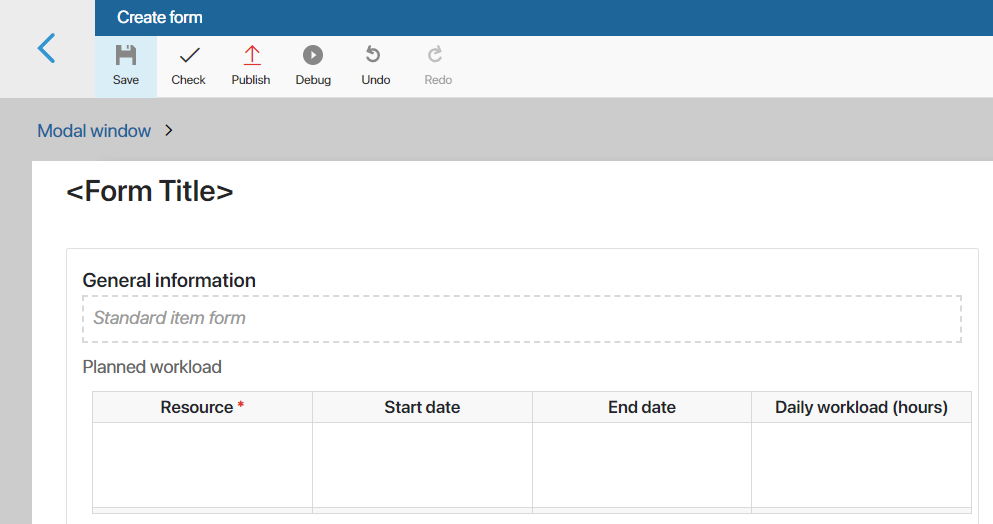 Create form
Save Check Publish Debug Undo Redo
Modal window
<Form Title>
General information
Standard item form
Planned workload
Resource * Start date End date Daily workload (hours)